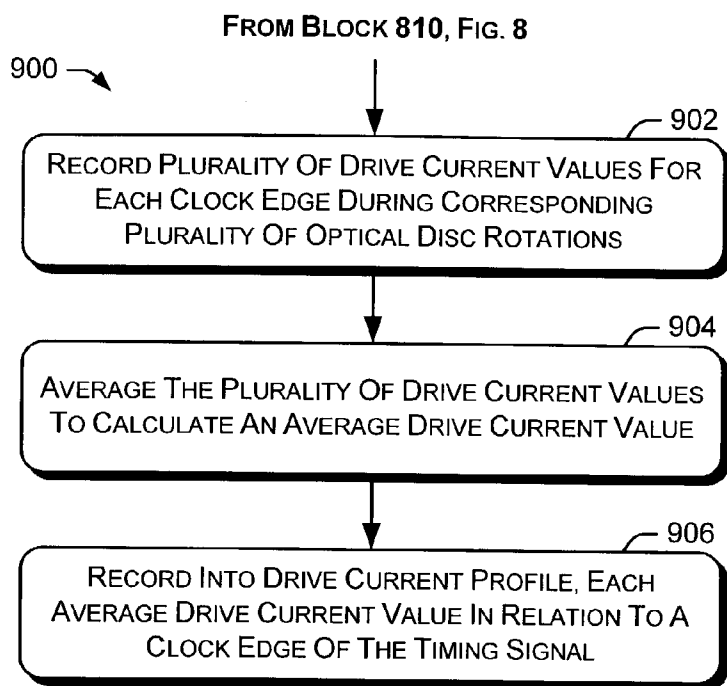 FROM BLOCK 810, FIG. 8
900
902
RECORD PLURALITY OF DRIVE CURRENT VALUES FOR
EACH CLOCK EDGE DURING CORRESPONDING
PLURALITY OF OPTICAL DISC ROTATIONS
904
AVERAGE THE PLURALITY OF DRIVE CURRENT VALUES
TO CALCULATE AN AVERAGE DRIVE CURRENT VALUE
906
RECORD INTO DRIVE CURRENT PROFILE, EACH
AVERAGE DRIVE CURRENT VALUE IN RELATION TO A
CLOCK EDGE OF THE TIMING SIGNAL